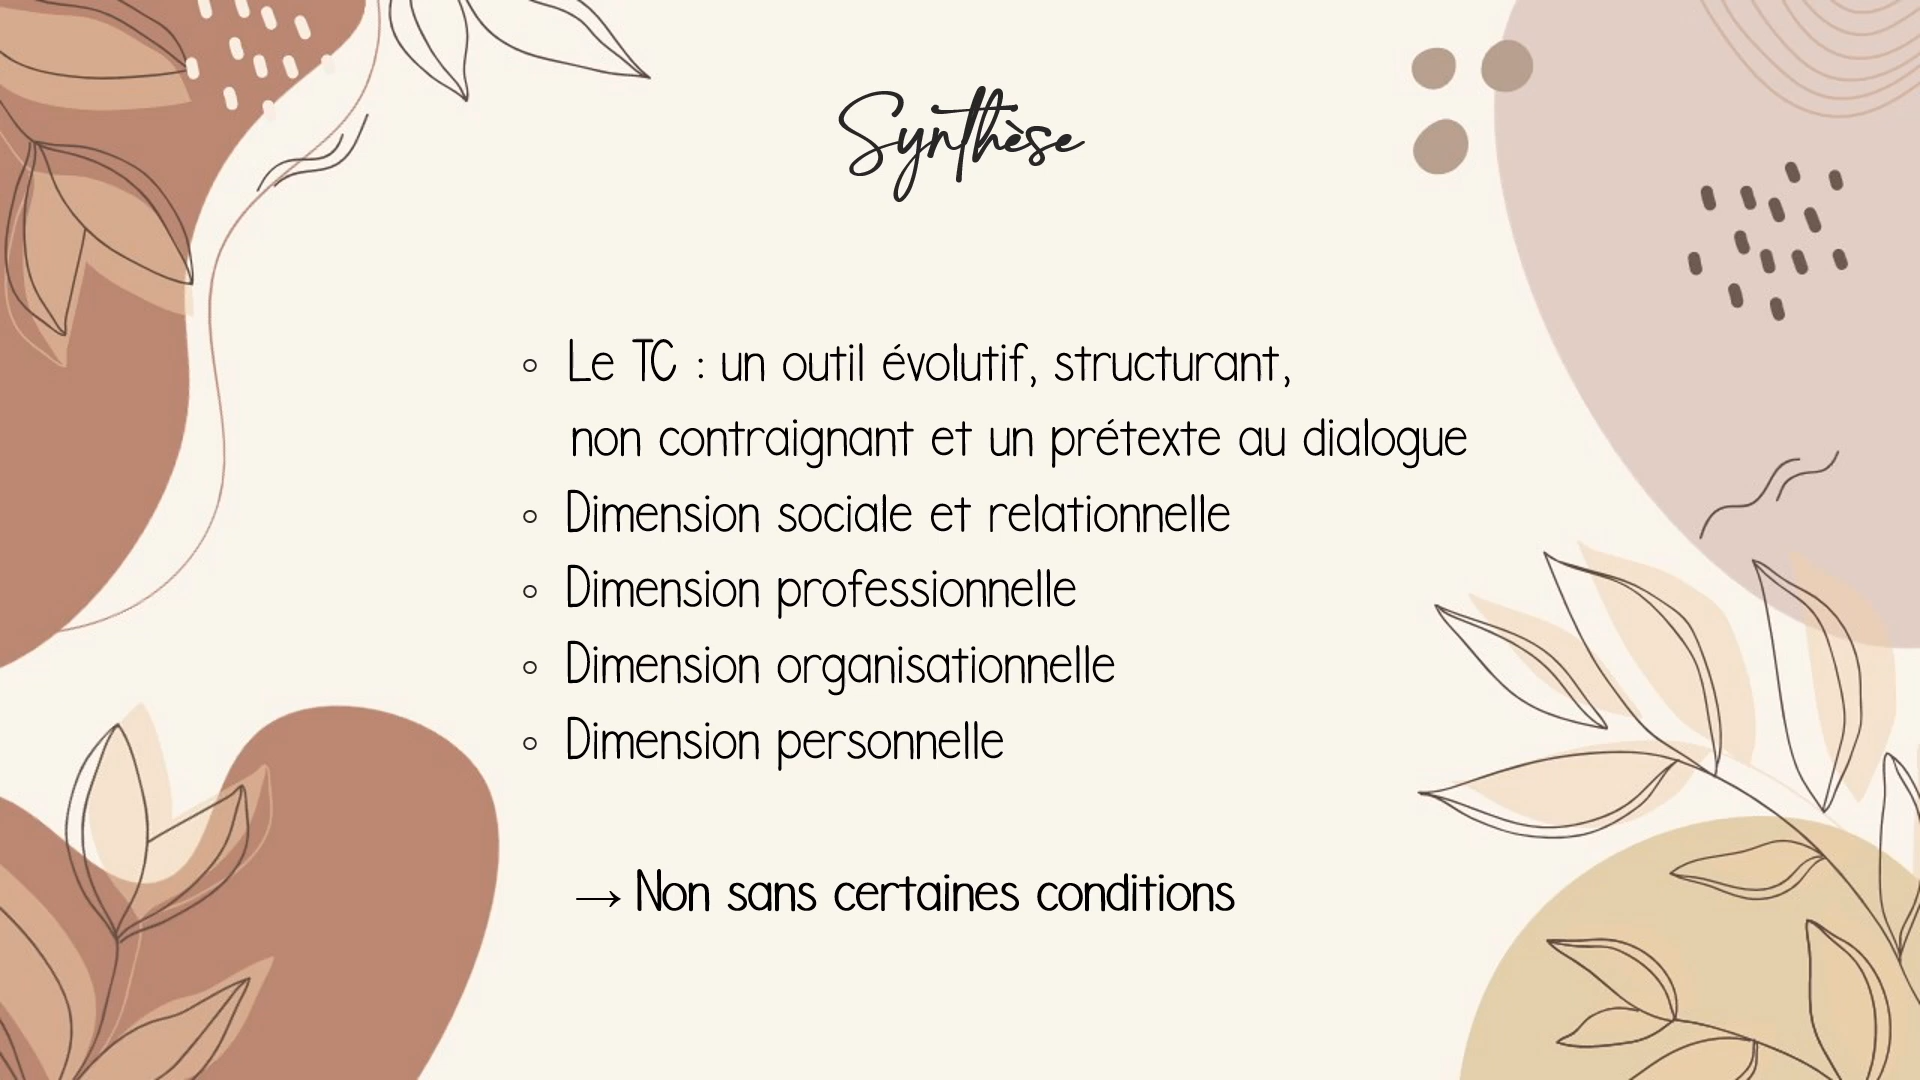 Synthèse
◦ Le TC : un outil évolutif, structurant,
non contraignant et un prétexte au dialogue
◦ Dimension sociale et relationnelle
◦ Dimension professionnelle
◦ Dimension organisationnelle
◦ Dimension personnelle
→ Non sans certaines conditions